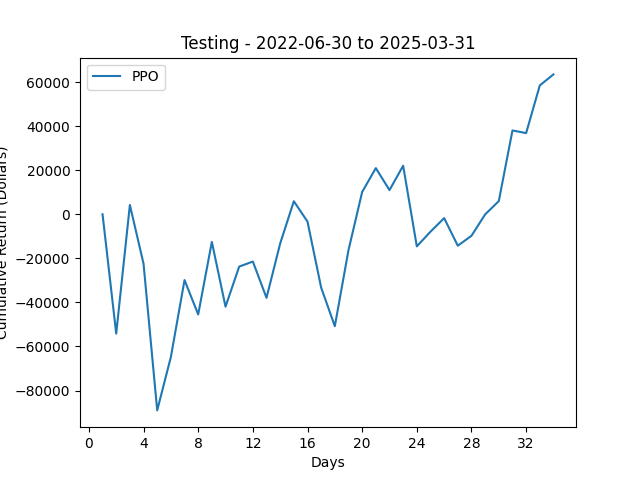 Testing - 2022-06-30 to 2025-03-31
PPO
60000
40000
20000
0
−20000
−40000
−60000
−80000
Cumulative Return (Dollars)
0 4 8 12 16 20 24 28 32
Days